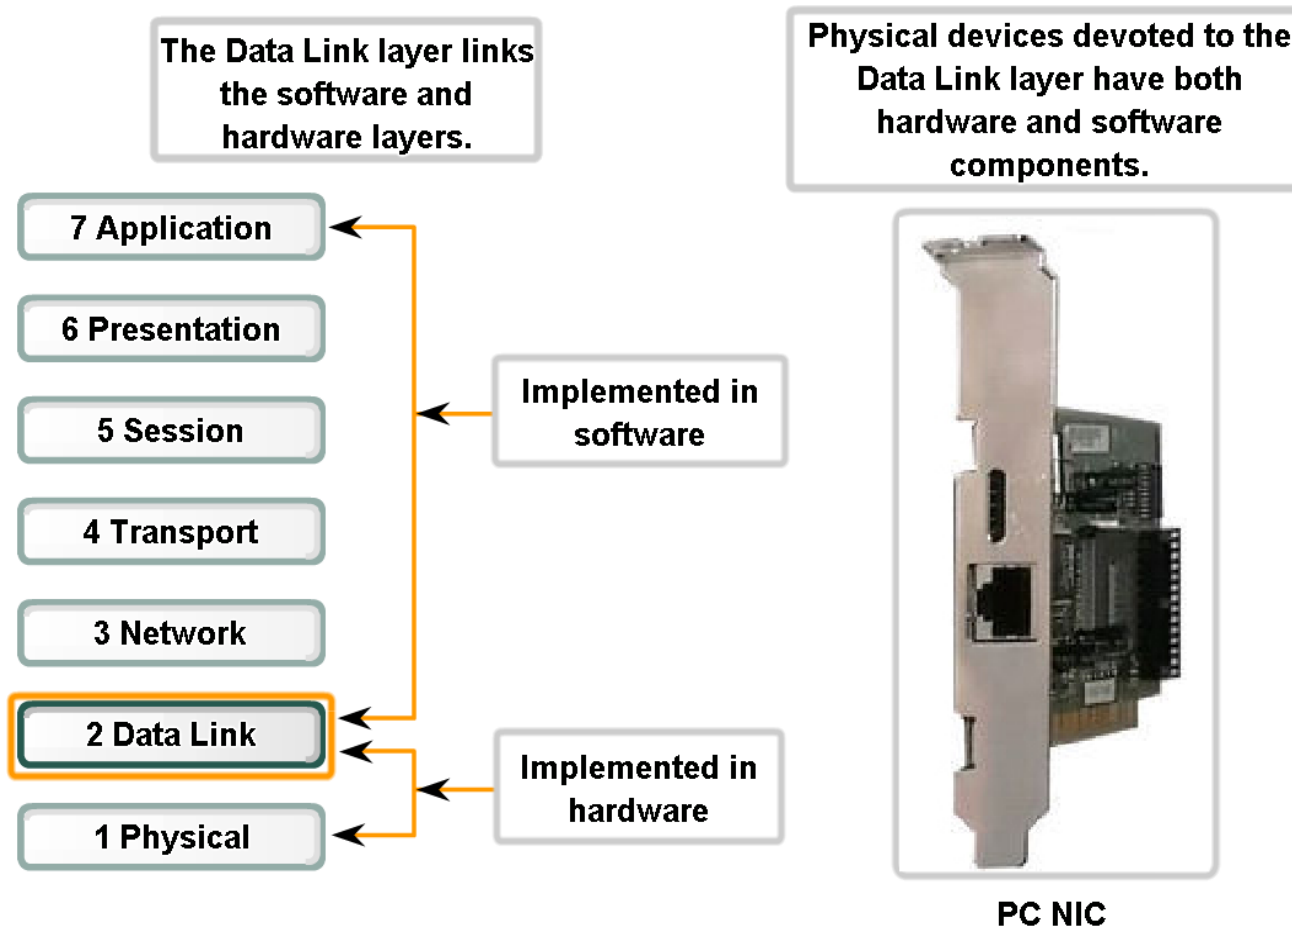 The Data Link layer links
the software and
hardware layers.
Physical devices devoted to the
Data Link layer have both
hardware and software
components.
7 Application
6 Presentation
5 Session
4 Transport
3 Network
2 Data Link
1 Physical
Implemented in
software
Implemented in
hardware
PC NIC